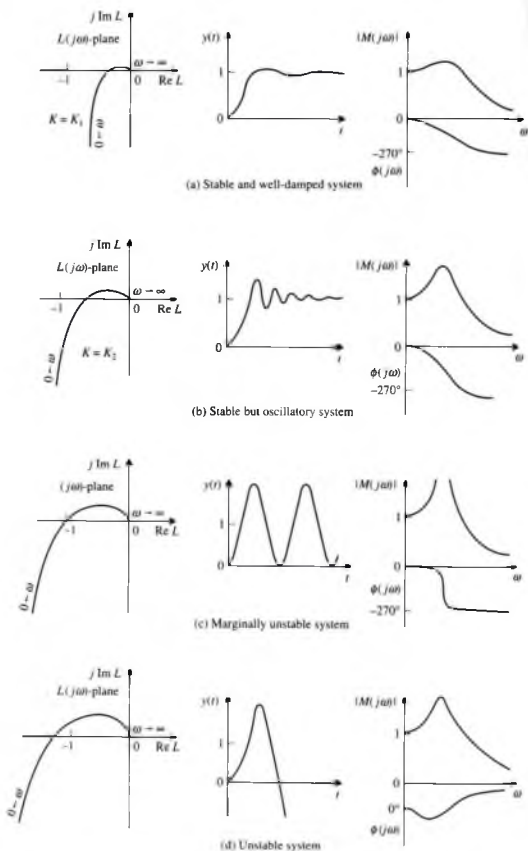 j Im L
L(jω)-plane
ω→∞
-1
0
Re L
K = K₁
0←ω
y(t)
1
0
t
|M(jω)|
1
0
ω
-270°
ϕ(jω)
(a) Stable and well-damped system
j Im L
L(jω)-plane
ω→∞
-1
0
Re L
K = K₂
0←ω
y(t)
1
0
t
|M(jω)|
1
0
ω
ϕ(jω)
-270°
(b) Stable but oscillatory system
j Im L
(jω)-plane
ω→∞
-1
0
Re L
0←ω
y(t)
1
0
t
t
|M(jω)|
1
0
ω
ϕ(jω)
-270°
(c) Marginally unstable system
j Im L
L(jω)-plane
ω→∞
-1
0
Re L
0←ω
y(t)
1
0
t
|M(jω)|
1
0
ω
0°
ϕ(jω)
(d) Unstable system